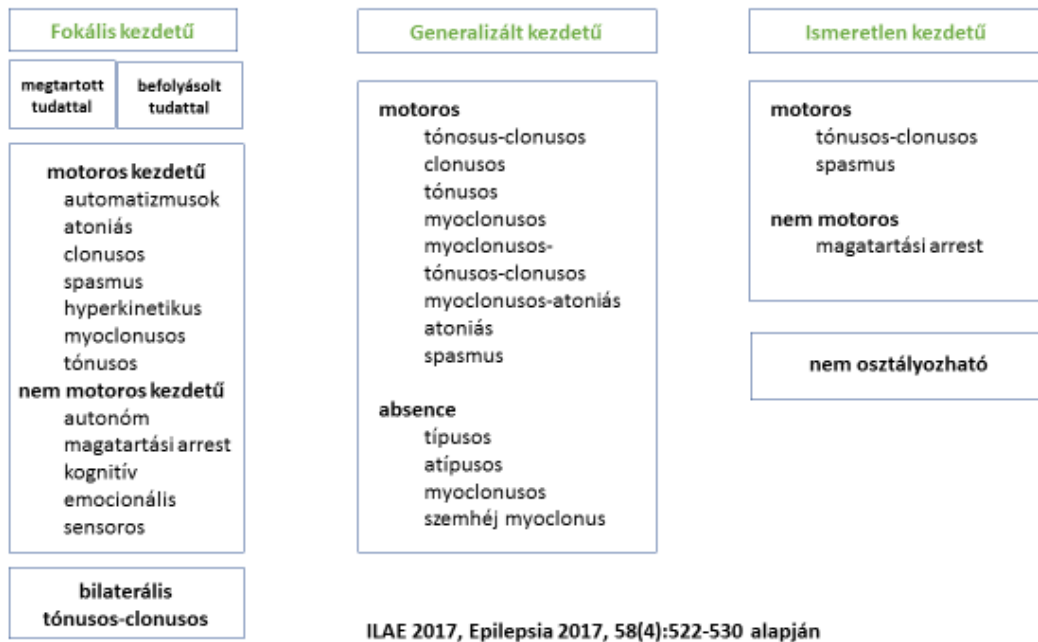 Fokális kezdetű
megtartott
tudattal
befolyásolt
tudattal
motoros kezdetű
automatizmusok
atoniás
clonusos
spasmus
hyperkinetikus
myoclonusos
tónusos
nem motoros kezdetű
autonóm
magatartási arrest
kognitív
emocionális
sensoros
bilaterális
tónusos-clonusos
Generalizált kezdetű
motoros
tónosus-clonusos
clonusos
tónusos
myoclonusos
myoclonusos-
tónusos-clonusos
myoclonusos-atoniás
atoniás
spasmus
absence
típusos
atípusos
myoclonusos
szemhéj myoclonus
Ismeretlen kezdetű
motoros
tónusos-clonusos
spasmus
nem motoros
magatartási arrest
nem osztályozható
ILAE 2017, Epilepsia 2017, 58(4):522-530 alapján